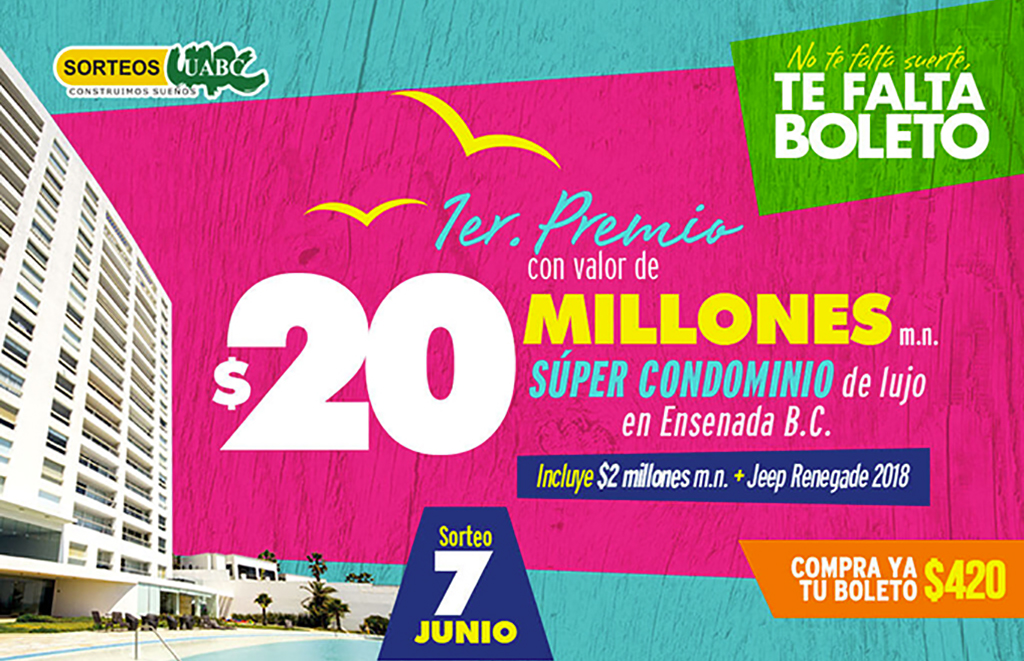 SORTEOS UABC
CONSTRUIMOS SUEÑOS
No te falta suerte,
TE FALTA
BOLETO
1er. Premio
con valor de
$20 MILLONES m.n.
SÚPER CONDOMINIO de lujo
en Ensenada B.C.
Incluye $2 millones m.n. + Jeep Renegade 2018
Sorteo
7
JUNIO
COMPRA YA
TU BOLETO $420